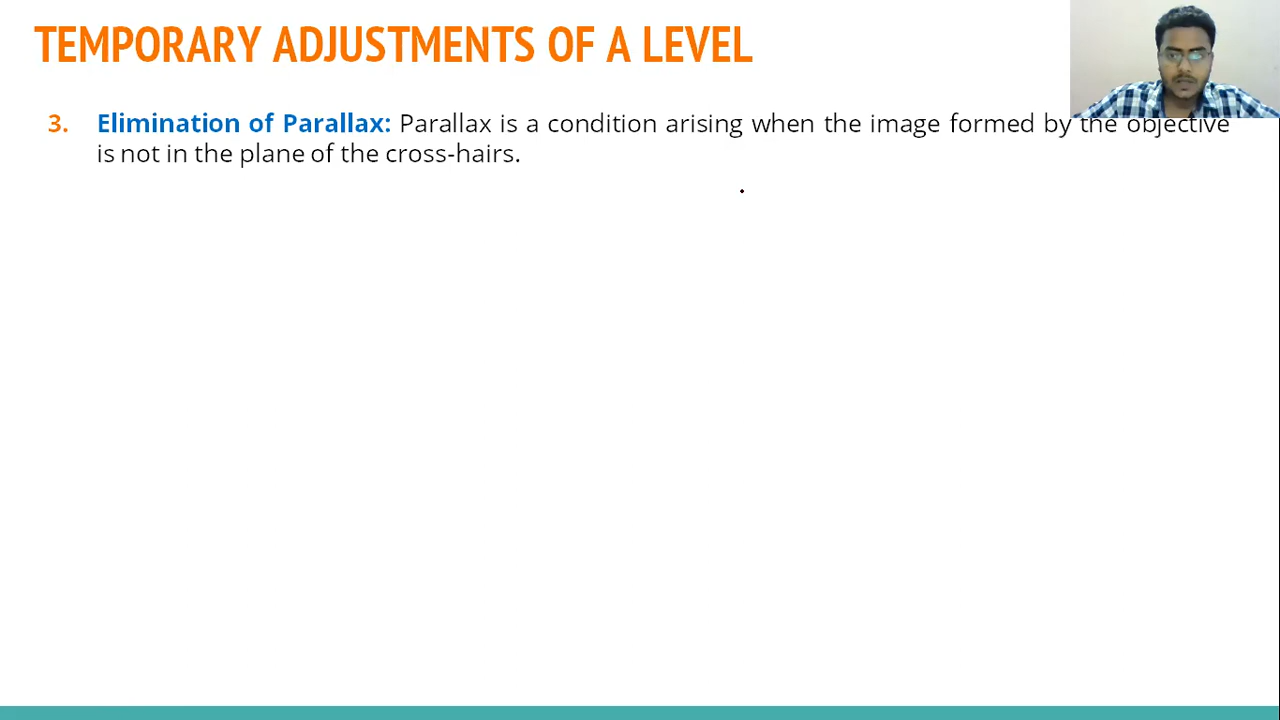 TEMPORARY ADJUSTMENTS OF A LEVEL
3. Elimination of Parallax: Parallax is a condition arising when the image formed by the objective
is not in the plane of the cross-hairs.